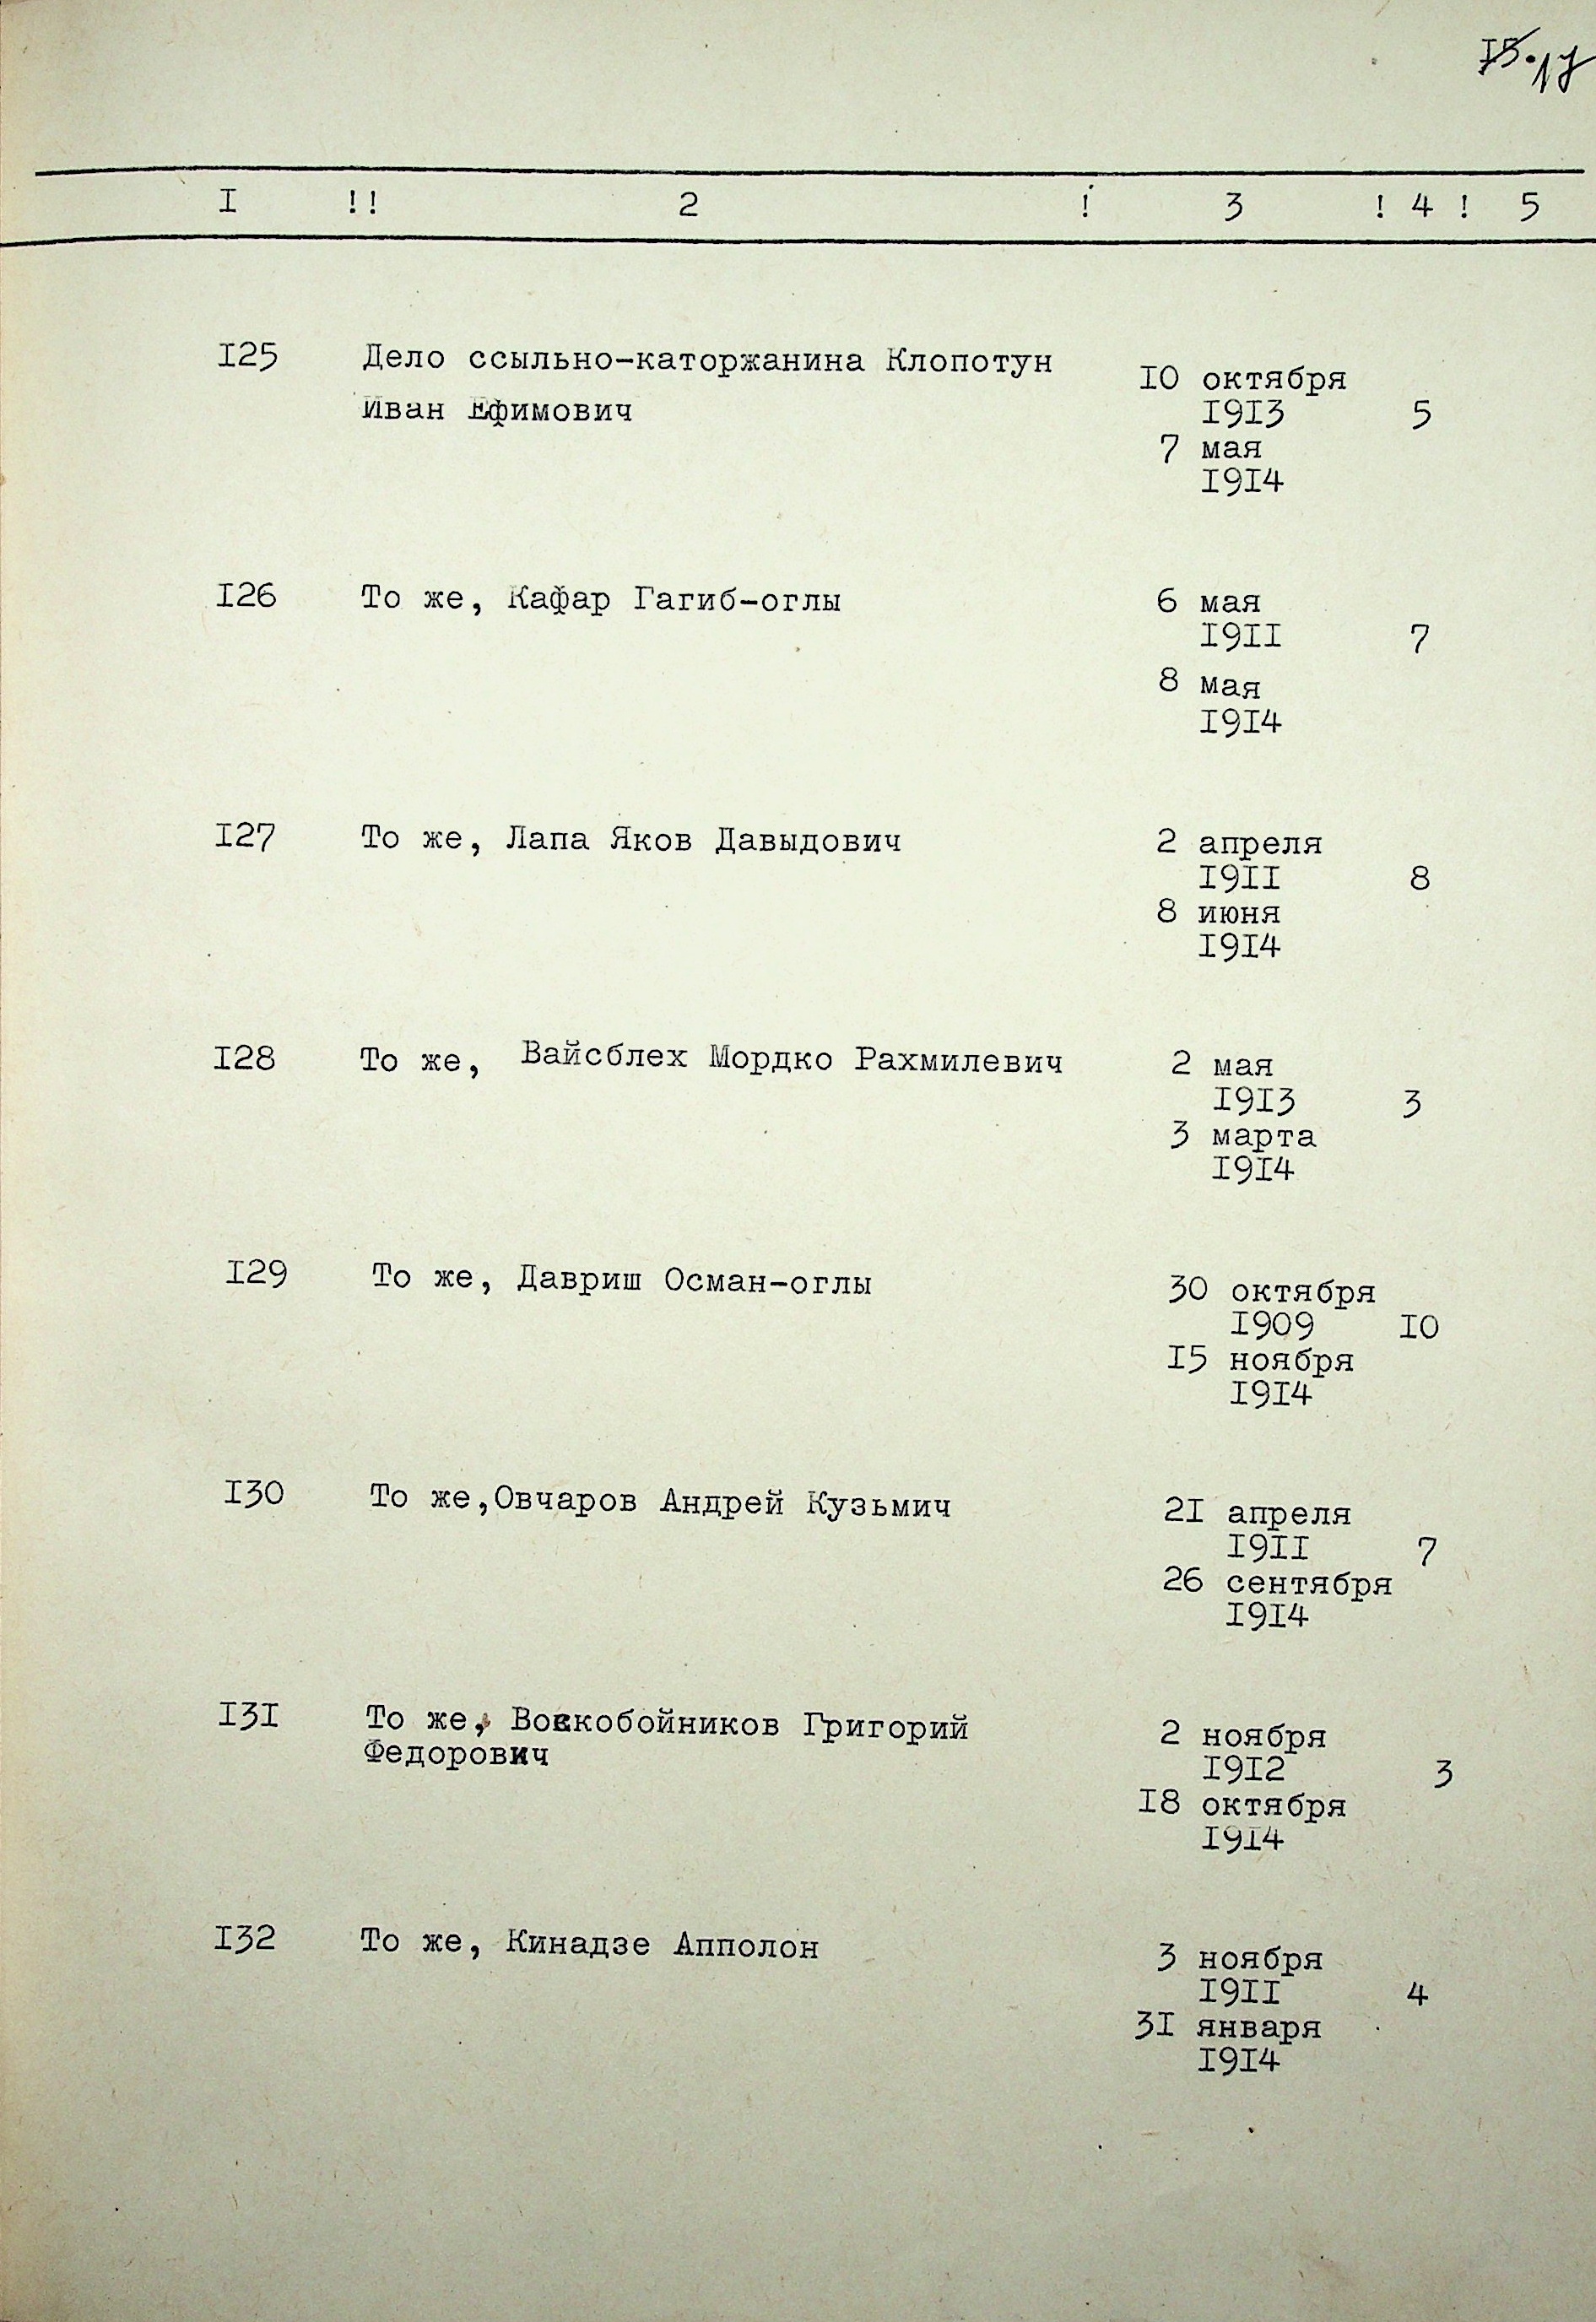 15. 17
I !! 2 ! 3 ! 4 ! 5
I25 Дело ссыльно-каторжанина Клопотун
Иван Ефимович
I0 октября
I9I3 5
7 мая
I9I4
I26 То же, Кафар Гагиб-оглы
6 мая
I9II 7
8 мая
I9I4
I27 То же, Лапа Яков Давыдович
2 апреля
I9II 8
8 июня
I9I4
I28 То же, Вайсблех Мордко Рахмилевич
2 мая
I9I3 3
3 марта
I9I4
I29 То же, Давриш Осман-оглы
30 октября
I909 I0
I5 ноября
I9I4
I30 То же,Овчаров Андрей Кузьмич
2I апреля
I9II 7
26 сентября
I9I4
I3I То же, Воскобойников Григорий
Федорович
2 ноября
I9I2 3
I8 октября
I9I4
I32 То же, Кинадзе Апполон
3 ноября
I9II 4
3I января
I9I4